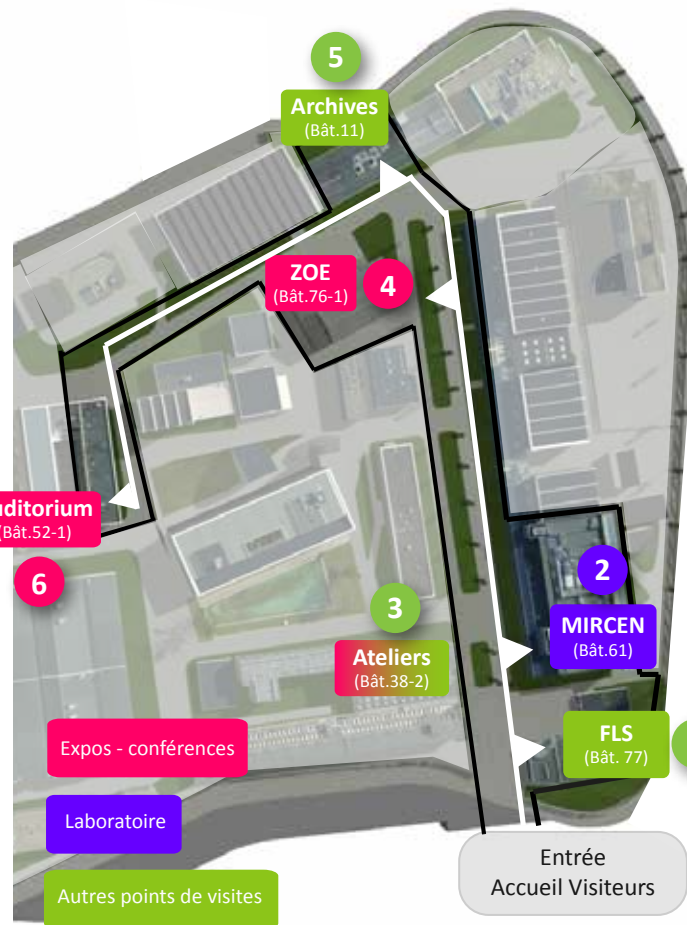 5
Archives
(Bât.11)
ZOE
(Bât.76-1)
4
uditorium
(Bât.52-1)
6
2
MIRCEN
(Bât.61)
3
Ateliers
(Bât.38-2)
FLS
(Bât. 77)
Expos - conférences
Laboratoire
Autres points de visites
Entrée
Accueil Visiteurs